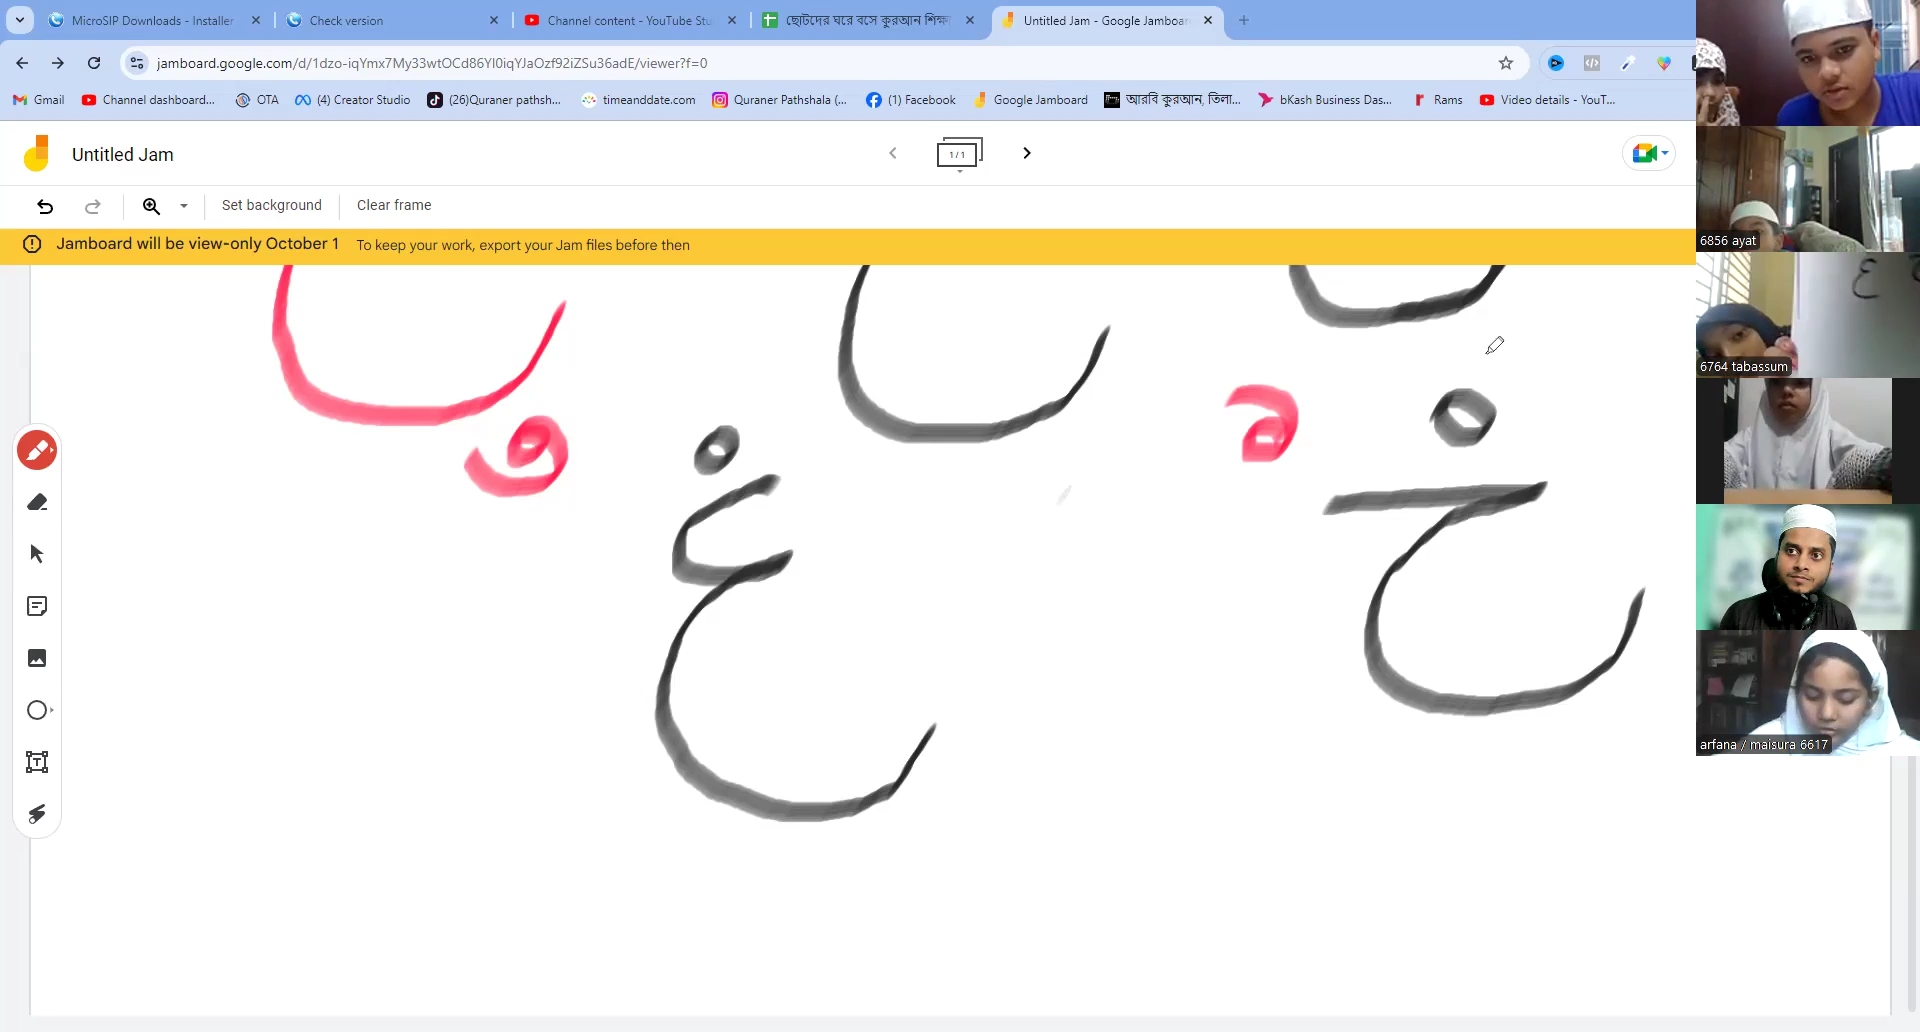 MicroSIP Downloads - Installer
Check version
Channel content - YouTube Stu
ছোটদের ঘরে বসে কুরআন শিক্ষা
Untitled Jam - Google Jamboar
jamboard.google.com/d/1dzo-iqYmx7My33wtOCd86Yl0iqYJaOzf92iZSu36adE/viewer?f=0
Gmail
Channel dashboard...
OTA
(4) Creator Studio
(26)Quraner pathsh...
timeanddate.com
Quraner Pathshala (...
(1) Facebook
Google Jamboard
আরবি কুরআন, তিলা...
bKash Business Das...
Rams
Video details - YouT...
Untitled Jam
1 / 1
Set background
Clear frame
Jamboard will be view-only October 1 To keep your work, export your Jam files before then
خ
غ
6856 ayat
ع
6764 tabassum
arfana / maisura 6617